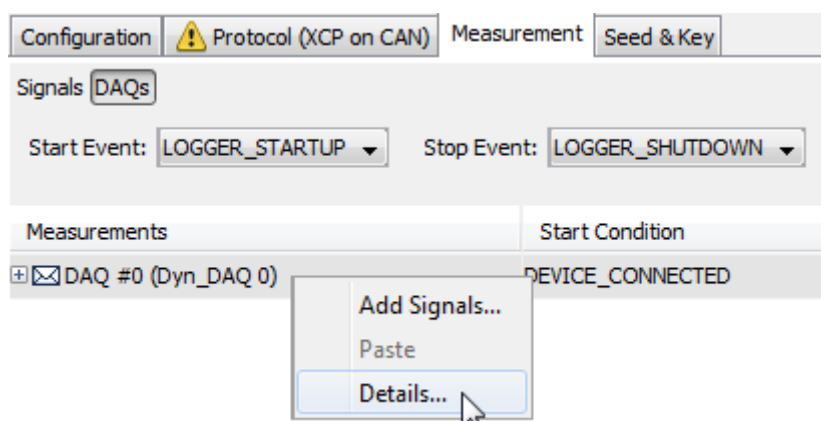 Configuration Protocol (XCP on CAN) Measurement Seed & Key
Signals DAQs
Start Event: LOGGER_STARTUP Stop Event: LOGGER_SHUTDOWN
Measurements Start Condition
DAQ #0 (Dyn_DAQ 0) DEVICE_CONNECTED
Add Signals...
Paste
Details...